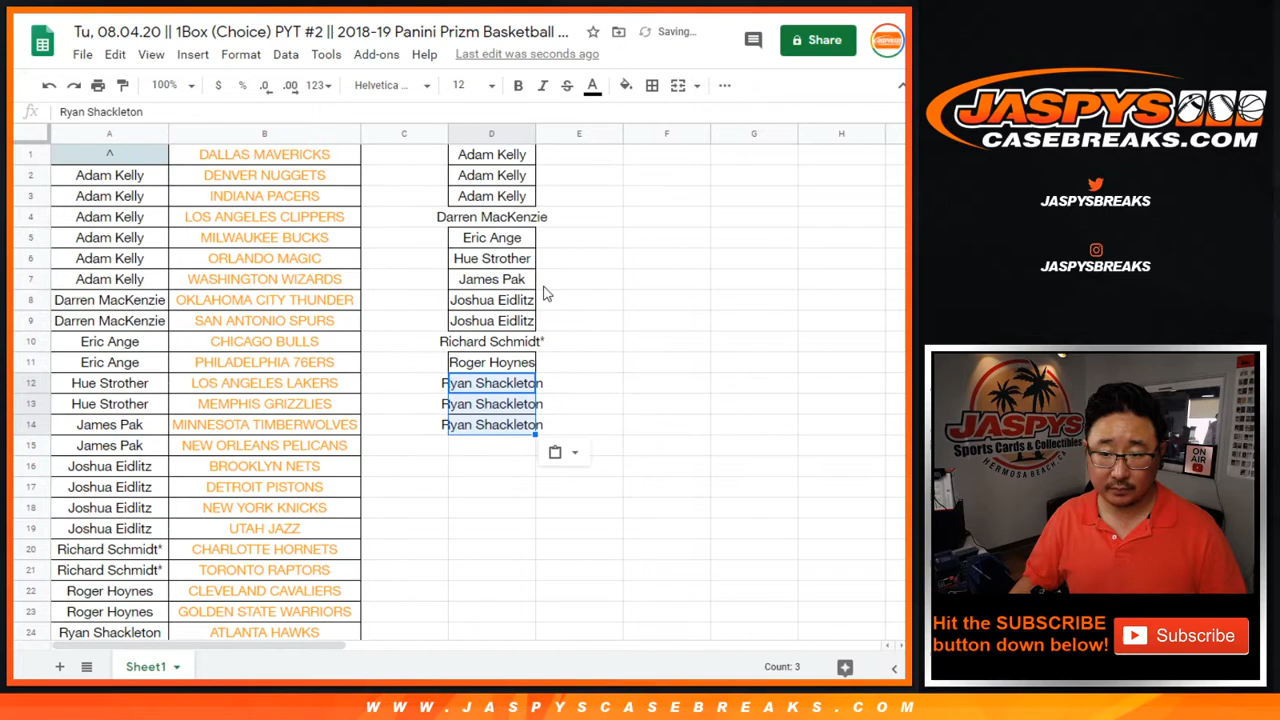 Tu, 08.04.20 || 1Box (Choice) PYT #2 || 2018-19 Panini Prizm Basketball ...
Saving...
Share
File Edit View Insert Format Data Tools Add-ons Help Last edit was seconds ago
100% $ % .0 .00 123 Helvetica ... 12 B I S A ...
fx Ryan Shackleton
A B C D E F G H
1 ^ DALLAS MAVERICKS Adam Kelly
2 Adam Kelly DENVER NUGGETS Adam Kelly
3 Adam Kelly INDIANA PACERS Adam Kelly
4 Adam Kelly LOS ANGELES CLIPPERS Darren MacKenzie
5 Adam Kelly MILWAUKEE BUCKS Eric Ange
6 Adam Kelly ORLANDO MAGIC Hue Strother
7 Adam Kelly WASHINGTON WIZARDS James Pak
8 Darren MacKenzie OKLAHOMA CITY THUNDER Joshua Eidlitz
9 Darren MacKenzie SAN ANTONIO SPURS Joshua Eidlitz
10 Eric Ange CHICAGO BULLS Richard Schmidt*
11 Eric Ange PHILADELPHIA 76ERS Roger Hoynes
12 Hue Strother LOS ANGELES LAKERS Ryan Shackleton
13 Hue Strother MEMPHIS GRIZZLIES Ryan Shackleton
14 James Pak MINNESOTA TIMBERWOLVES Ryan Shackleton
15 James Pak NEW ORLEANS PELICANS
16 Joshua Eidlitz BROOKLYN NETS
17 Joshua Eidlitz DETROIT PISTONS
18 Joshua Eidlitz NEW YORK KNICKS
19 Joshua Eidlitz UTAH JAZZ
20 Richard Schmidt* CHARLOTTE HORNETS
21 Richard Schmidt* TORONTO RAPTORS
22 Roger Hoynes CLEVELAND CAVALIERS
23 Roger Hoynes GOLDEN STATE WARRIORS
24 Ryan Shackleton ATLANTA HAWKS
Sheet1
Count: 3
JASPYS
CASEBREAKS.COM
JASPYSBREAKS
JASPYSBREAKS
JASPYS
Sports Cards & Collectibles
HERMOSA BEACH, CA
ON AIR
Hit the SUBSCRIBE
button down below!
Subscribe
WWW.JASPYSCASEBREAKS.COM